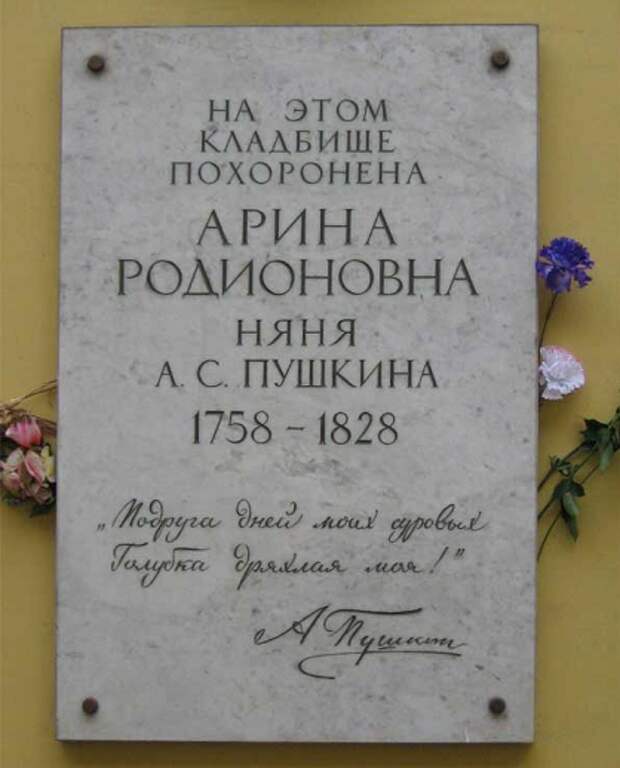 НА ЭТОМ
КЛАДБИЩЕ
ПОХОРОНЕНА
АРИНА
РОДИОНОВНА
НЯНЯ
А. С. ПУШКИНА
1758 – 1828
„Подруга дней моих суровых
Голубка дряхлая моя!”
А Пушкин